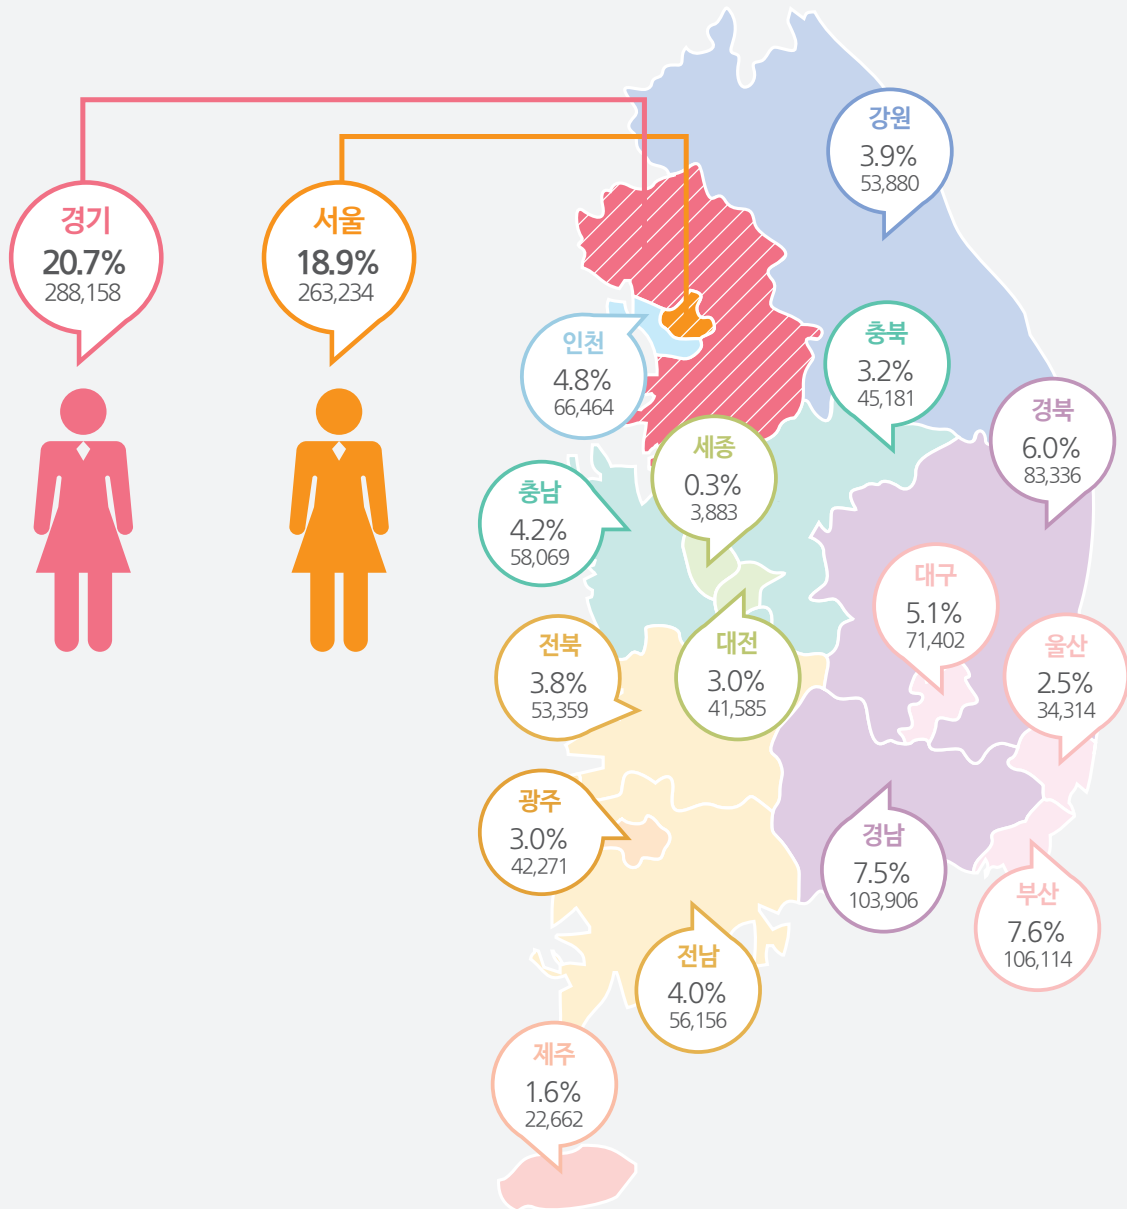 강원
3.9%
53,880
경기
20.7%
288,158
서울
18.9%
263,234
인천
4.8%
66,464
충북
3.2%
45,181
경북
6.0%
83,336
세종
0.3%
3,883
충남
4.2%
58,069
대구
5.1%
71,402
전북
3.8%
53,359
대전
3.0%
41,585
울산
2.5%
34,314
광주
3.0%
42,271
경남
7.5%
103,906
부산
7.6%
106,114
전남
4.0%
56,156
제주
1.6%
22,662